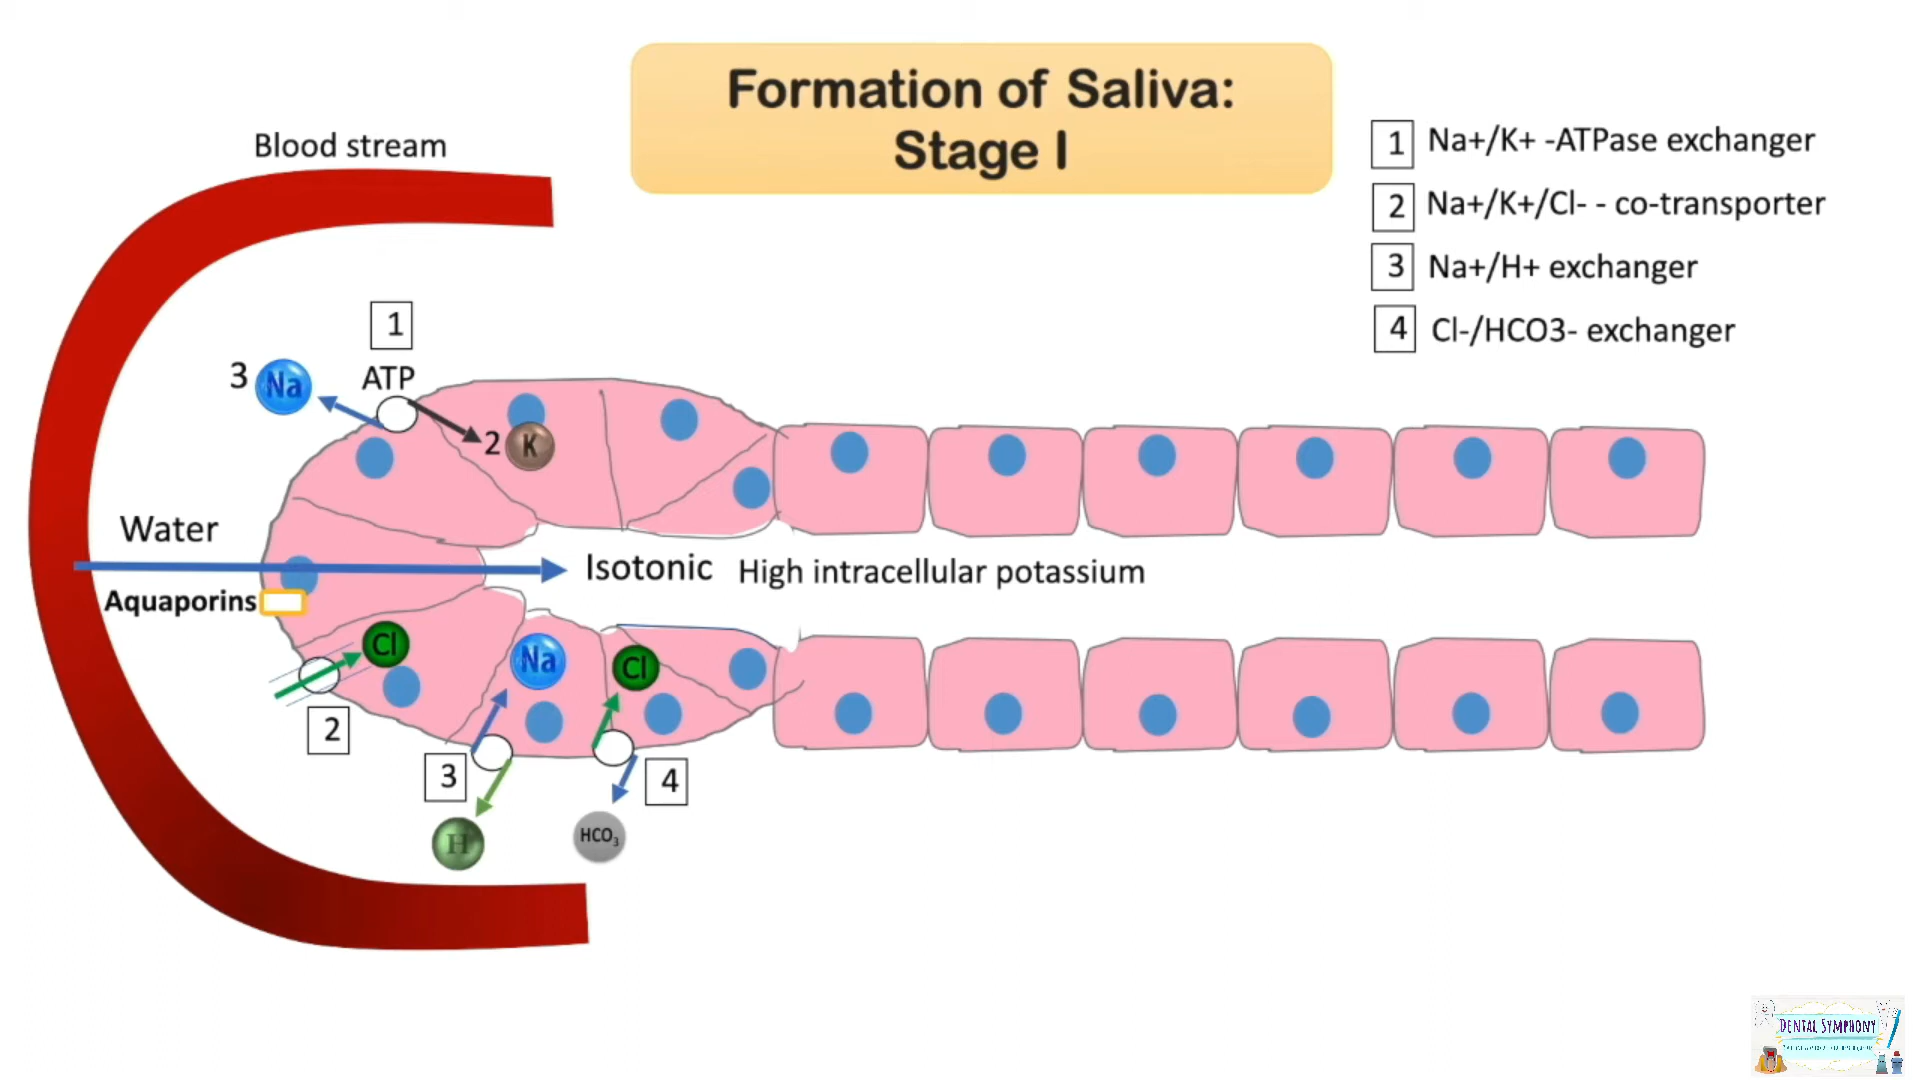 Formation of Saliva:
Stage I
Blood stream
1 Na+/K+ -ATPase exchanger
2 Na+/K+/Cl- - co-transporter
3 Na+/H+ exchanger
4 Cl-/HCO3- exchanger
1
3 Na
ATP
2 K
Water
Isotonic
High intracellular potassium
Aquaporins
Cl
Na
Cl
2
3
4
H
HCO3
DENTAL SYMPHONY